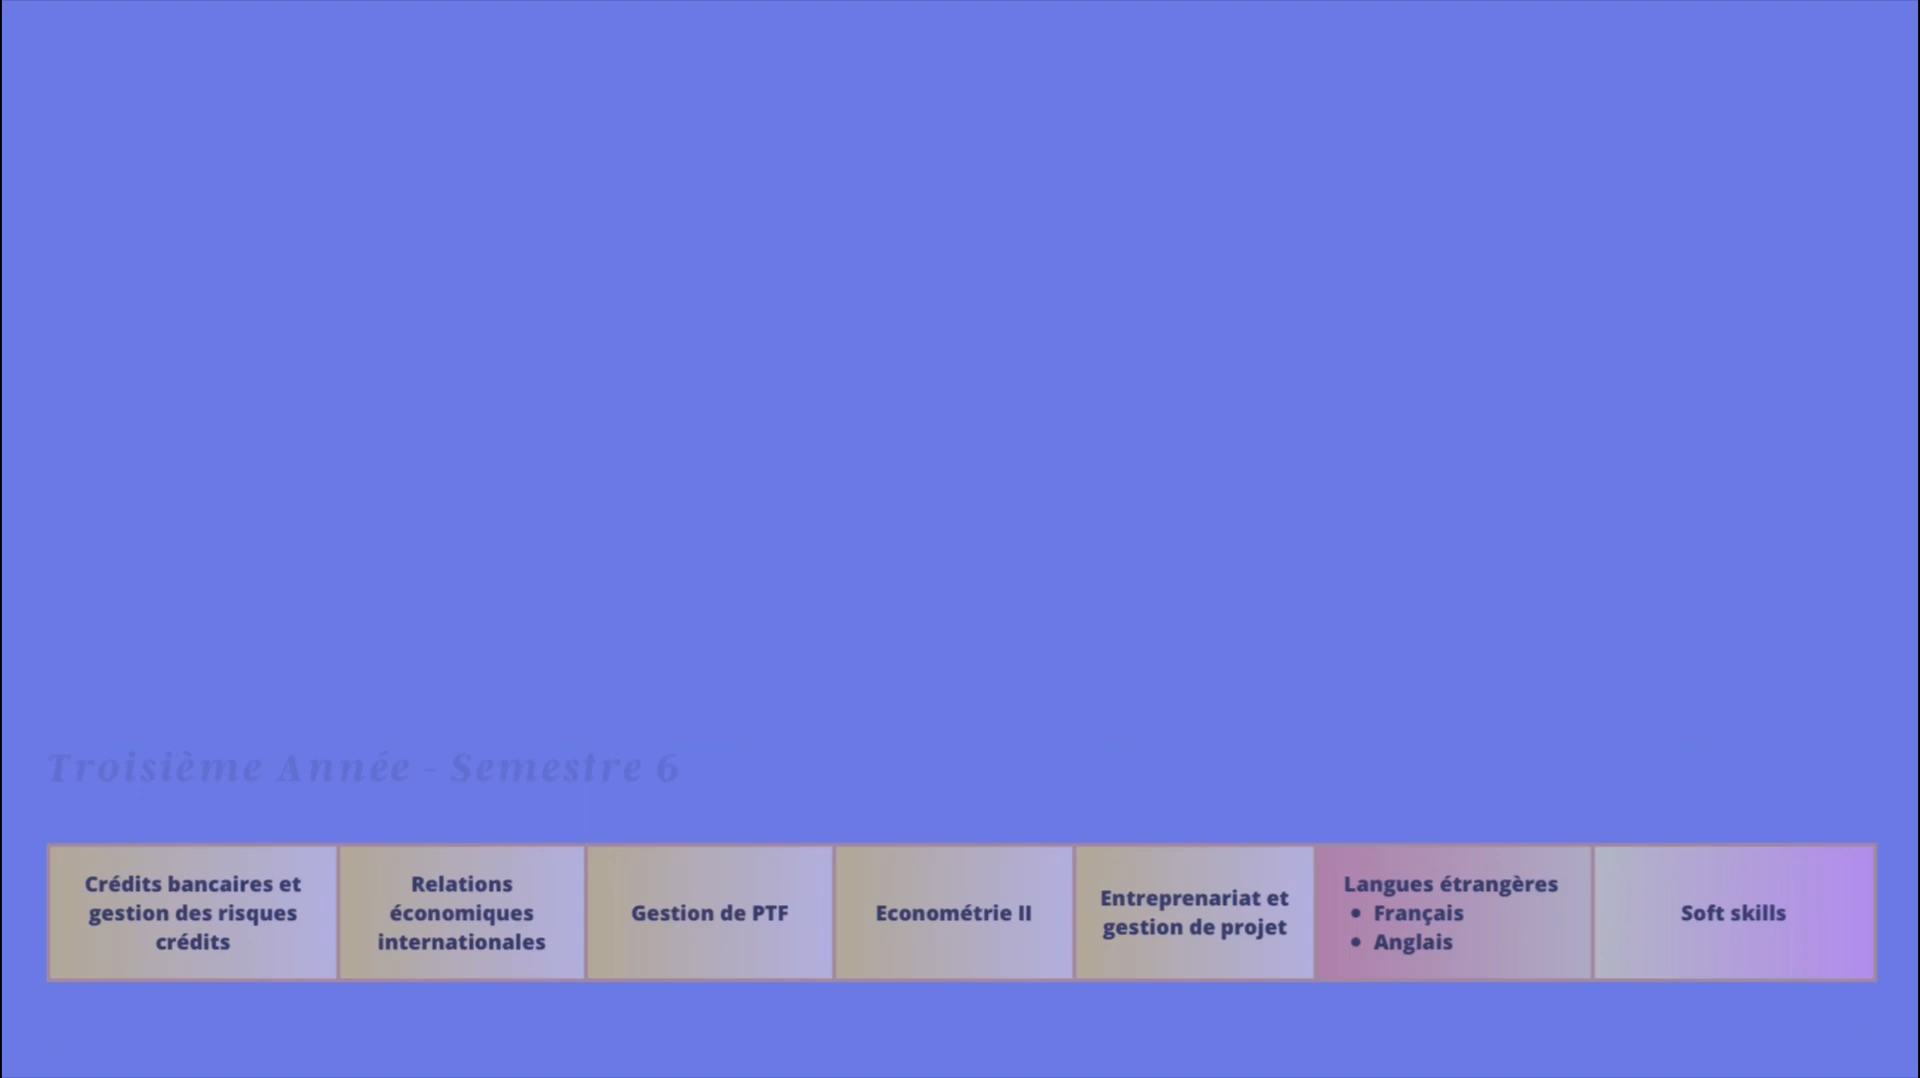 Troisième Année - Semestre 6
Crédits bancaires et
gestion des risques
crédits
Relations
économiques
internationales
Gestion de PTF
Econométrie II
Entreprenariat et
gestion de projet
Langues étrangères
• Français
• Anglais
Soft skills